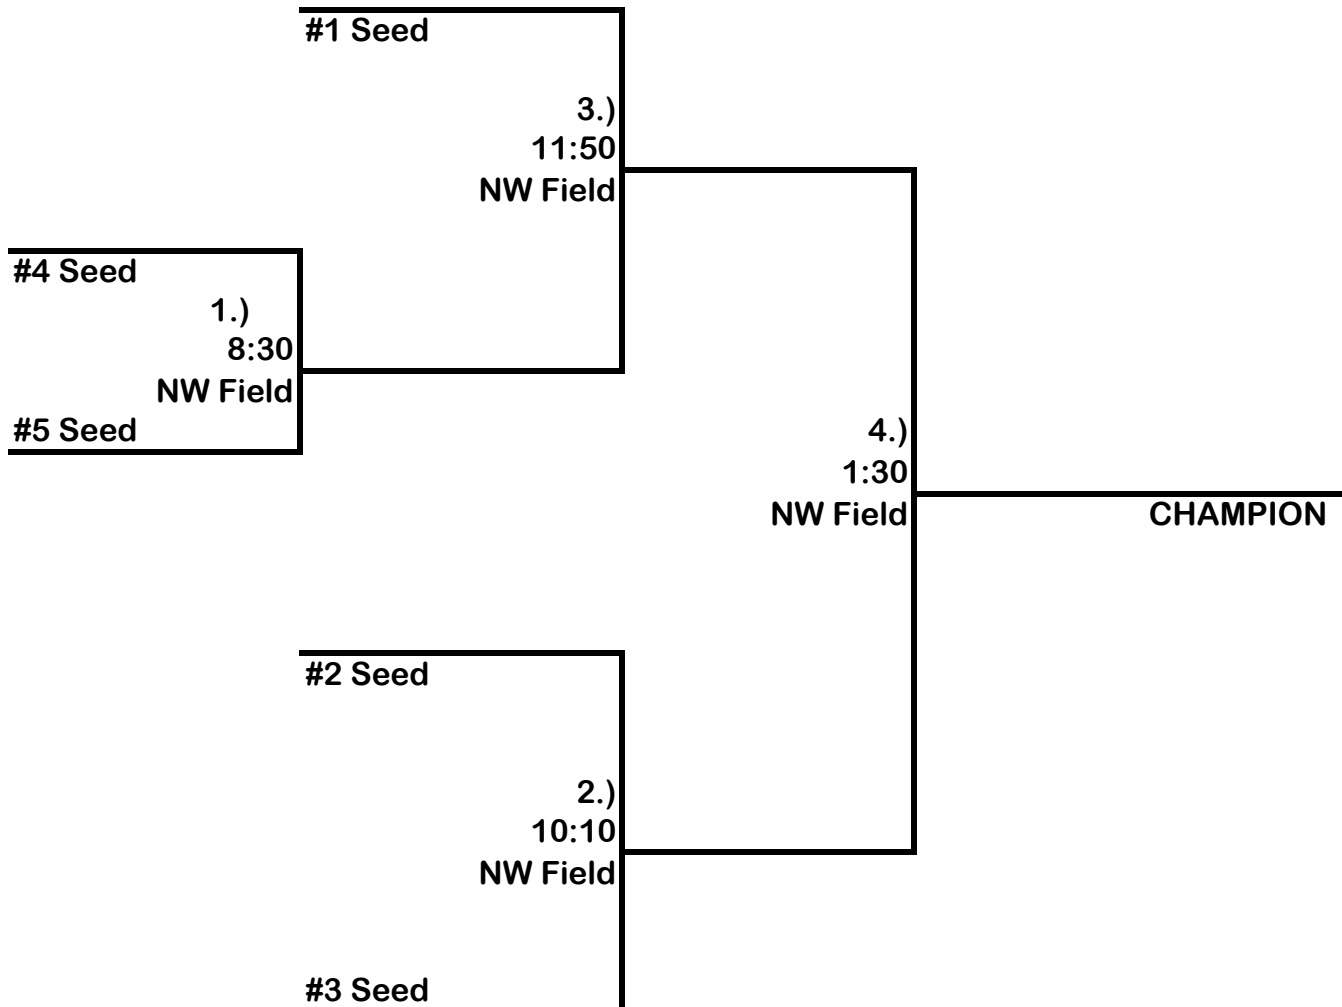 #1 Seed
3.)
11:50
NW Field
#4 Seed
1.)
8:30
NW Field
#5 Seed
4.)
1:30
NW Field
CHAMPION
#2 Seed
2.)
10:10
NW Field
#3 Seed